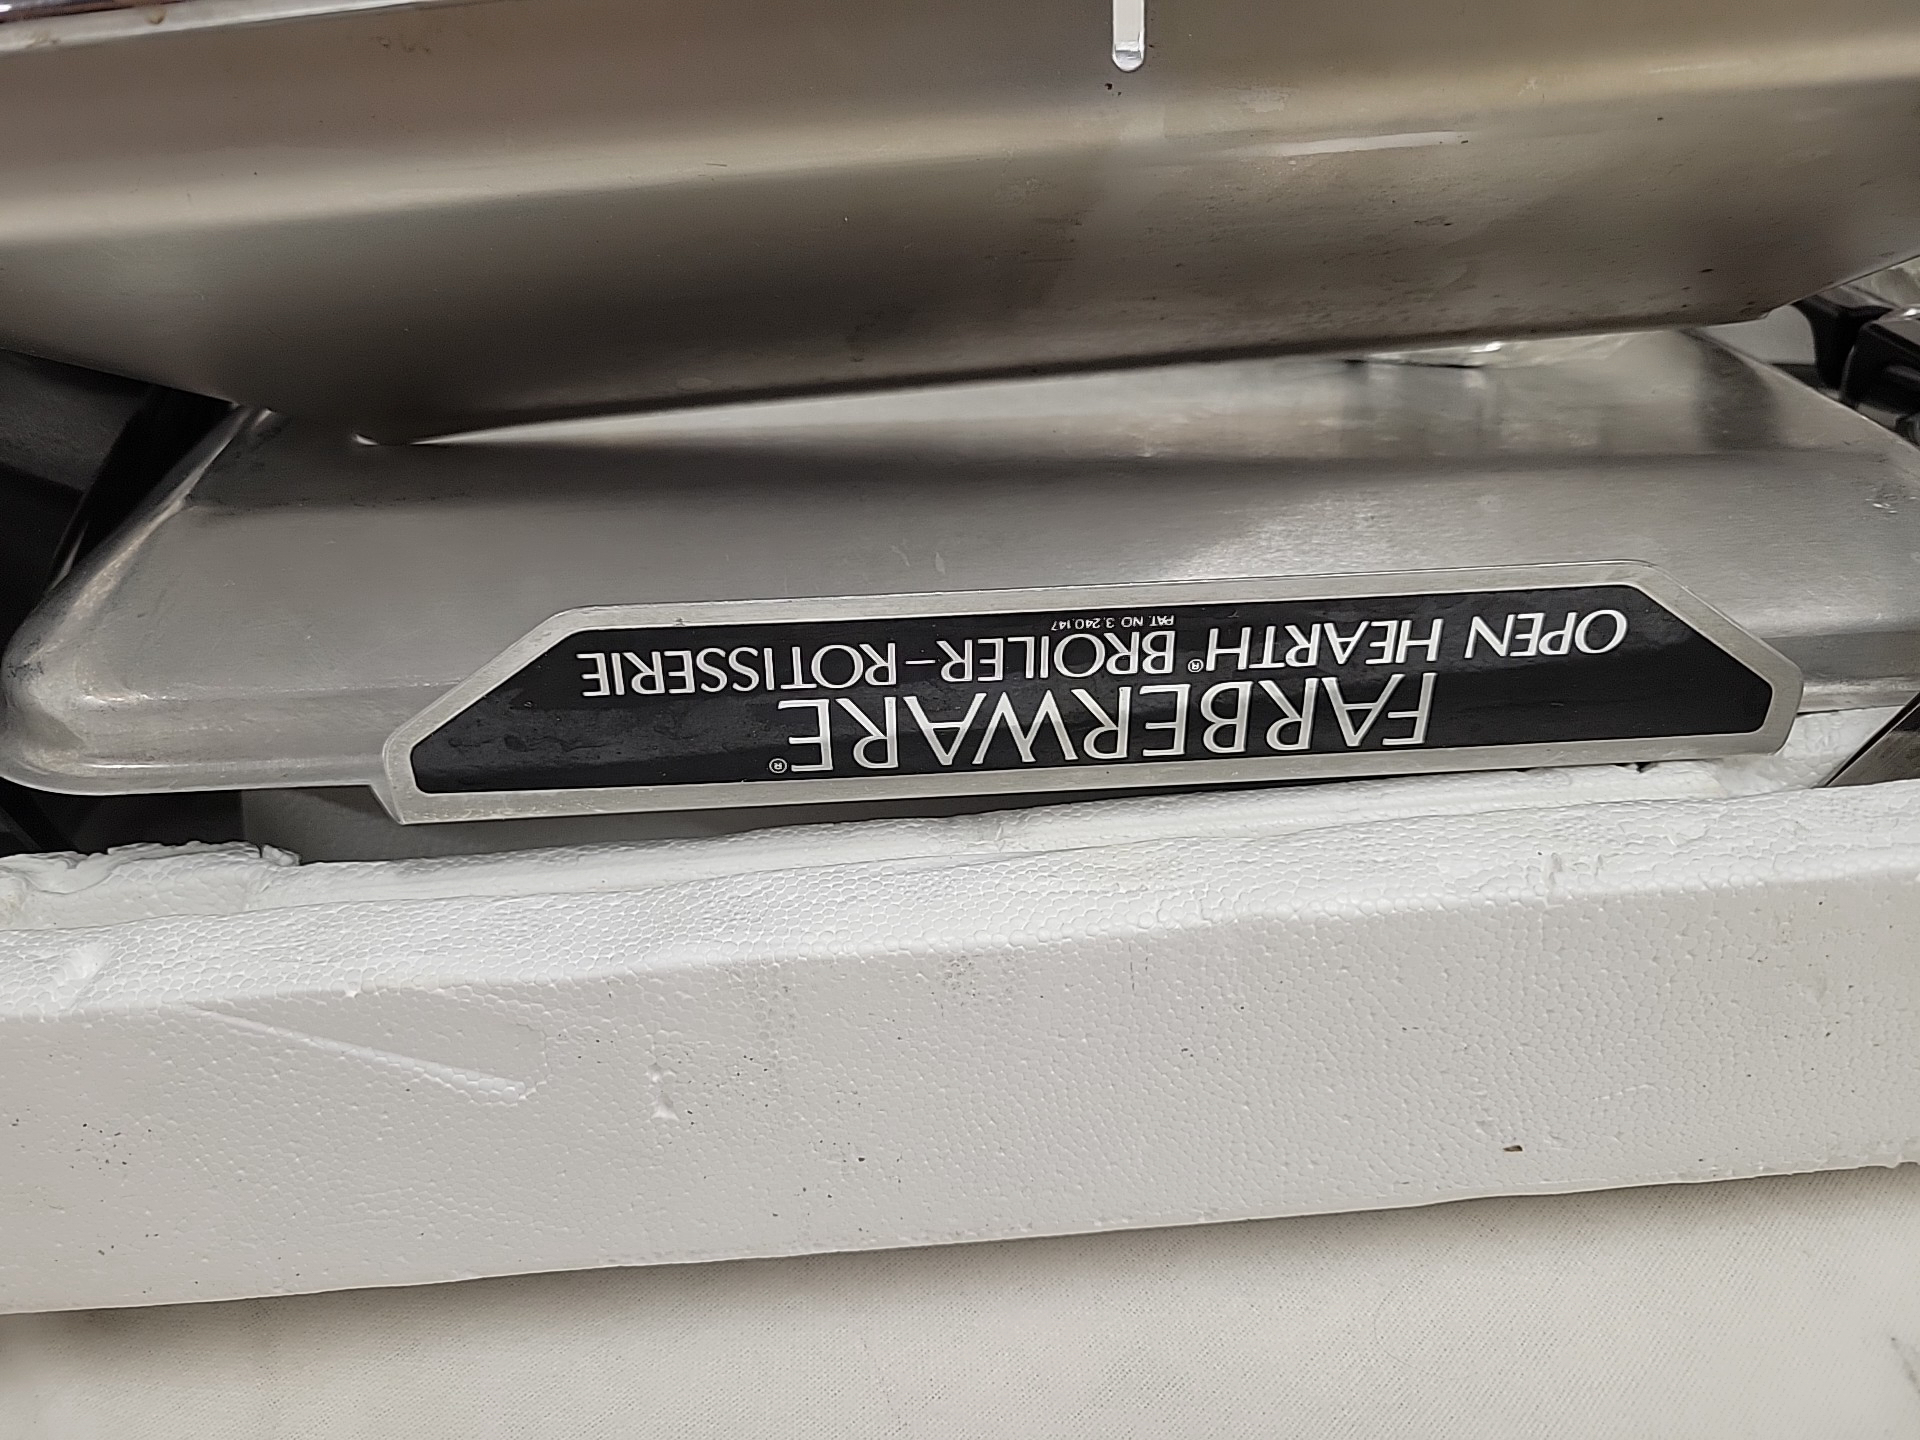 FARBERWARE®
OPEN HEARTH® BROILER–ROTISSERIE
PAT. NO. 3,240,147